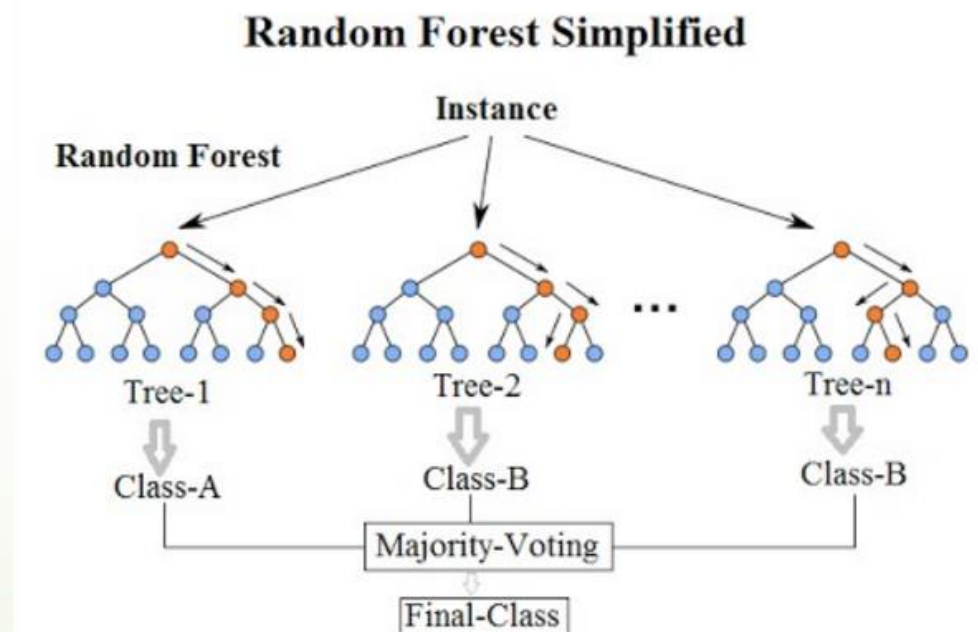 Random Forest Simplified
Instance
Random Forest
...
Tree-1
Tree-2
Tree-n
Class-A
Class-B
Class-B
Majority-Voting
Final-Class